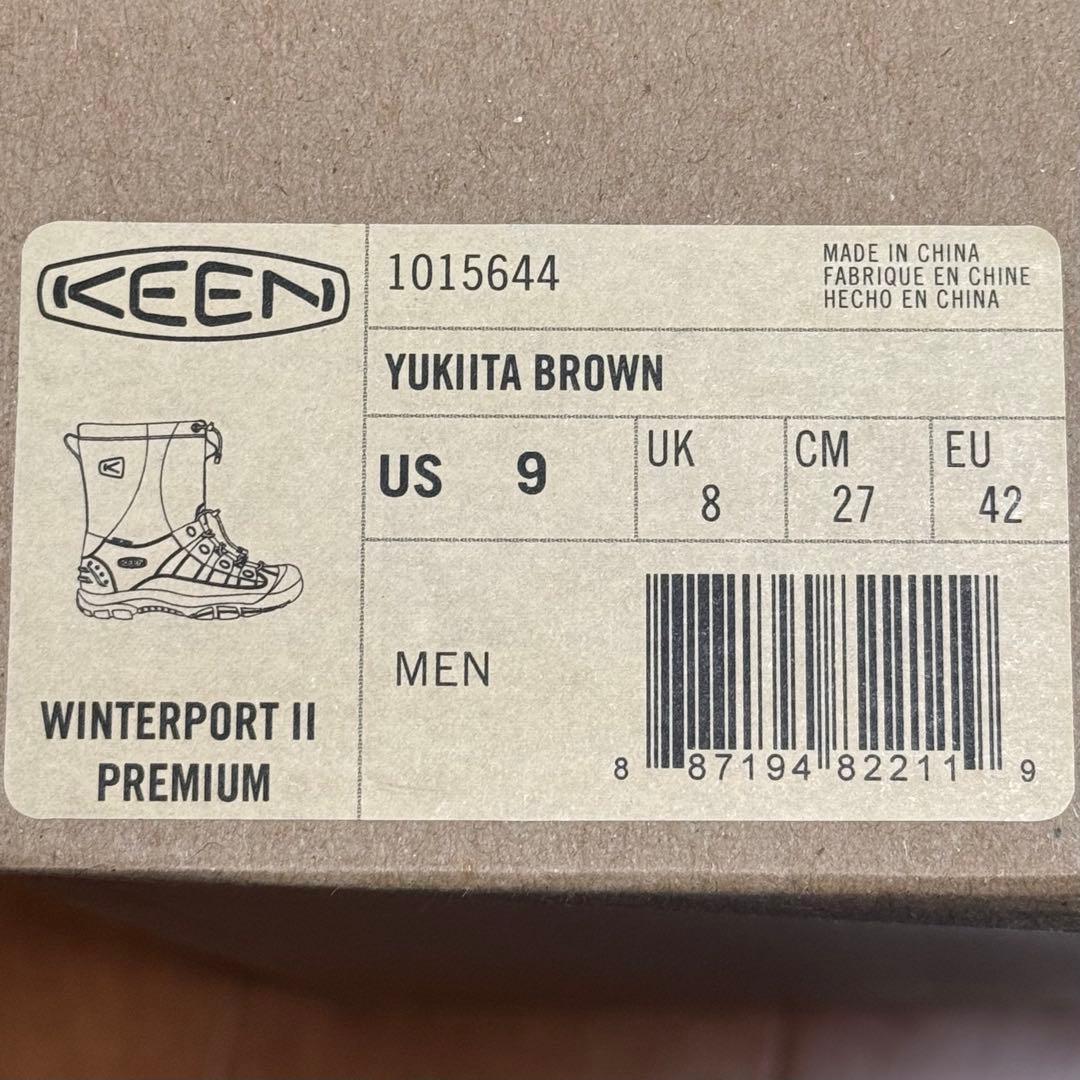 KEEN
1015644
MADE IN CHINA
FABRIQUE EN CHINE
HECHO EN CHINA
YUKIITA BROWN
US 9
UK 8
CM 27
EU 42
MEN
WINTERPORT II
PREMIUM
8 87194 82211 9